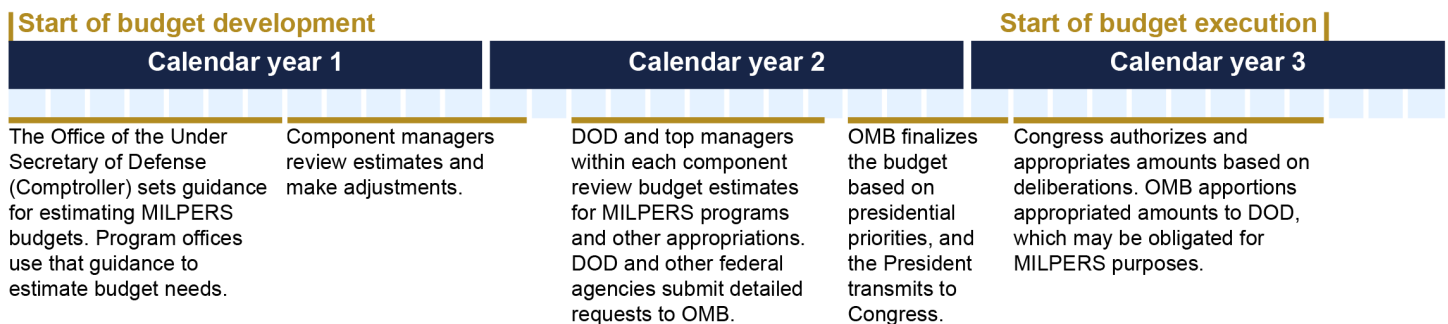 Start of budget development
Start of budget execution
Calendar year 1
Calendar year 2
Calendar year 3
The Office of the Under
Secretary of Defense
(Comptroller) sets guidance
for estimating MILPERS
budgets. Program offices
use that guidance to
estimate budget needs.
Component managers
review estimates and
make adjustments.
DOD and top managers
within each component
review budget estimates
for MILPERS programs
and other appropriations.
DOD and other federal
agencies submit detailed
requests to OMB.
OMB finalizes
the budget
based on
presidential
priorities, and
the President
transmits to
Congress.
Congress authorizes and
appropriates amounts based on
deliberations. OMB apportions
appropriated amounts to DOD,
which may be obligated for
MILPERS purposes.